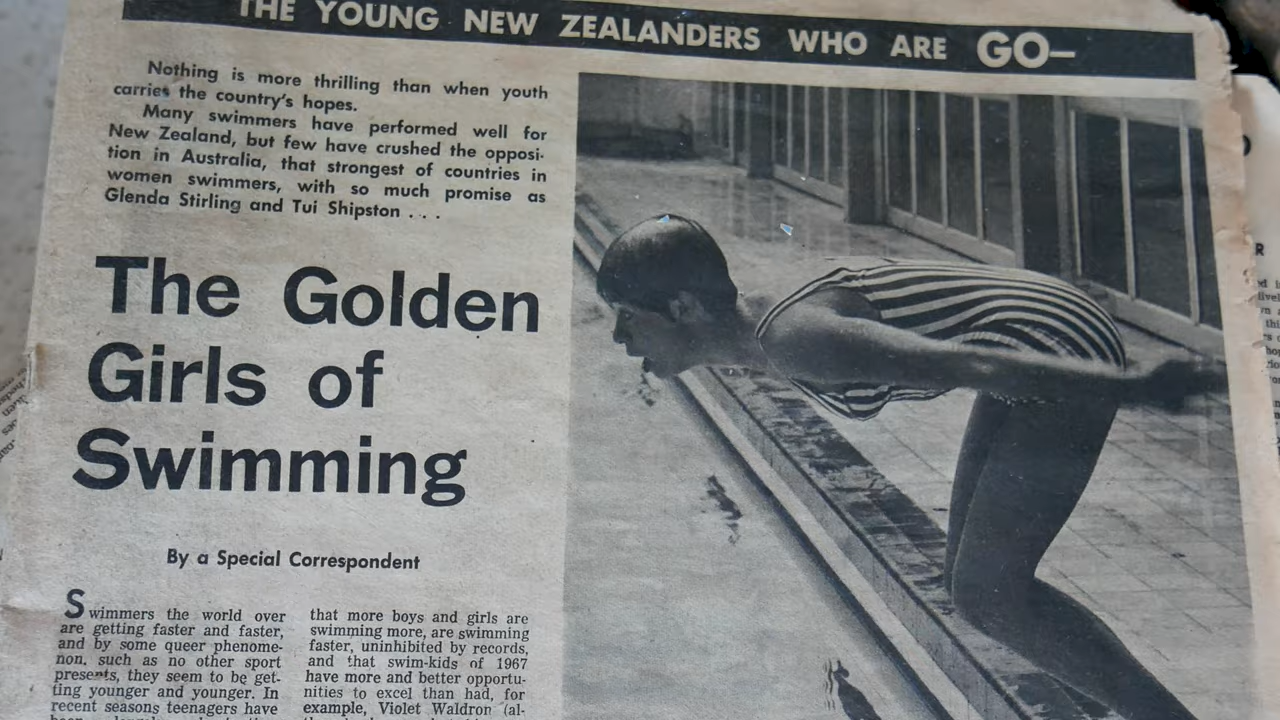 THE YOUNG NEW ZEALANDERS WHO ARE GO—
Nothing is more thrilling than when youth
carries the country's hopes.
Many swimmers have performed well for
New Zealand, but few have crushed the opposi-
tion in Australia, that strongest of countries in
women swimmers, with so much promise as
Glenda Stirling and Tui Shipston . . .
The Golden
Girls of
Swimming
By a Special Correspondent
Swimmers the world over
are getting faster and faster,
and by some queer phenome-
non, such as no other sport
presents, they seem to be get-
ting younger and younger. In
recent seasons teenagers have
that more boys and girls are
swimming more, are swimming
faster, uninhibited by records,
and that swim-kids of 1967
have more and better opportu-
nities to excel than had, for
example, Violet Waldron (al-